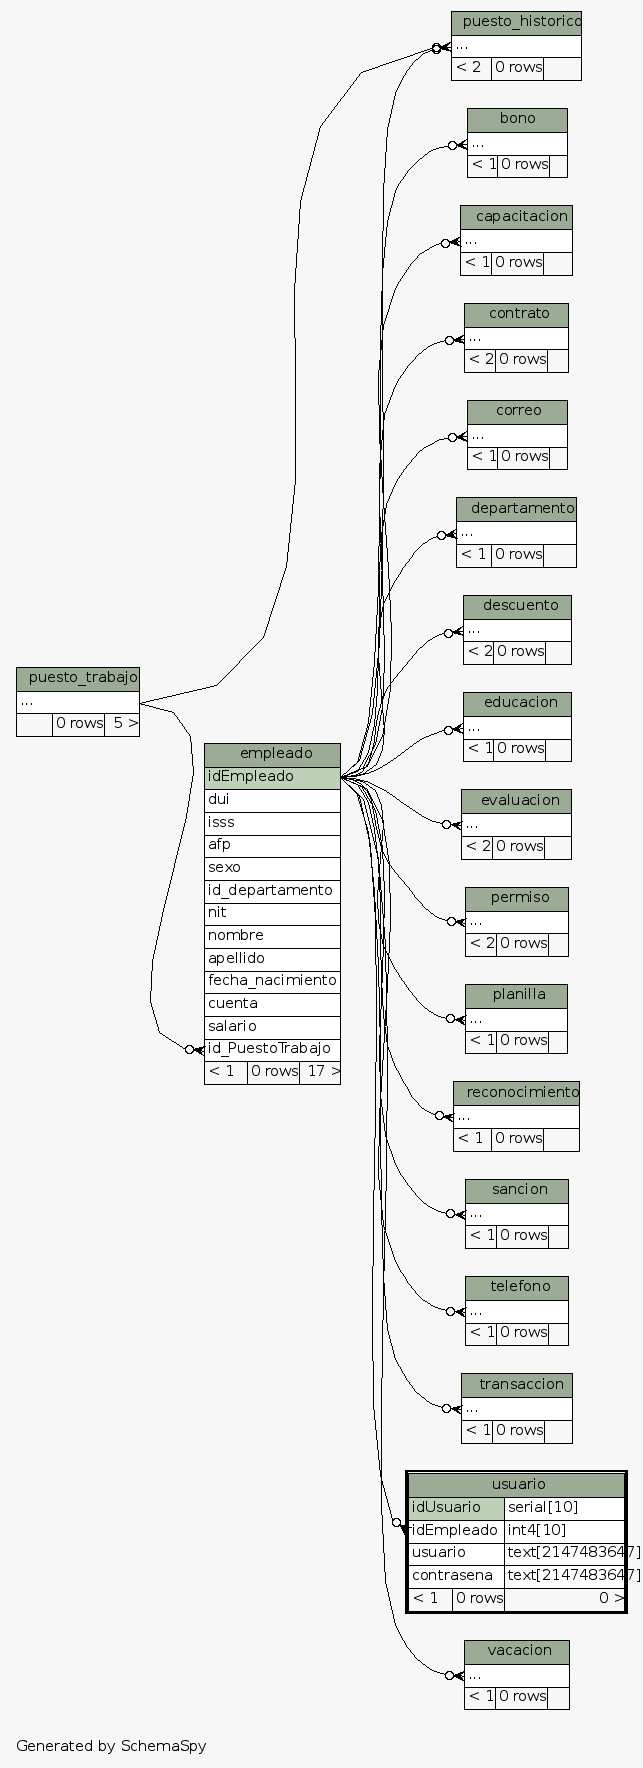 puesto_historico
...
< 2 0 rows
bono
...
< 1 0 rows
capacitacion
...
< 1 0 rows
contrato
...
< 2 0 rows
correo
...
< 1 0 rows
departamento
...
< 1 0 rows
descuento
...
< 2 0 rows
puesto_trabajo
...
0 rows 5 >
educacion
...
< 1 0 rows
empleado
idEmpleado
dui
isss
afp
sexo
id_departamento
nit
nombre
apellido
fecha_nacimiento
cuenta
salario
id_PuestoTrabajo
< 1 0 rows 17 >
evaluacion
...
< 2 0 rows
permiso
...
< 2 0 rows
planilla
...
< 1 0 rows
reconocimiento
...
< 1 0 rows
sancion
...
< 1 0 rows
telefono
...
< 1 0 rows
transaccion
...
< 1 0 rows
usuario
idUsuario serial[10]
idEmpleado int4[10]
usuario text[2147483647]
contrasena text[2147483647]
< 1 0 rows 0 >
vacacion
...
< 1 0 rows
Generated by SchemaSpy